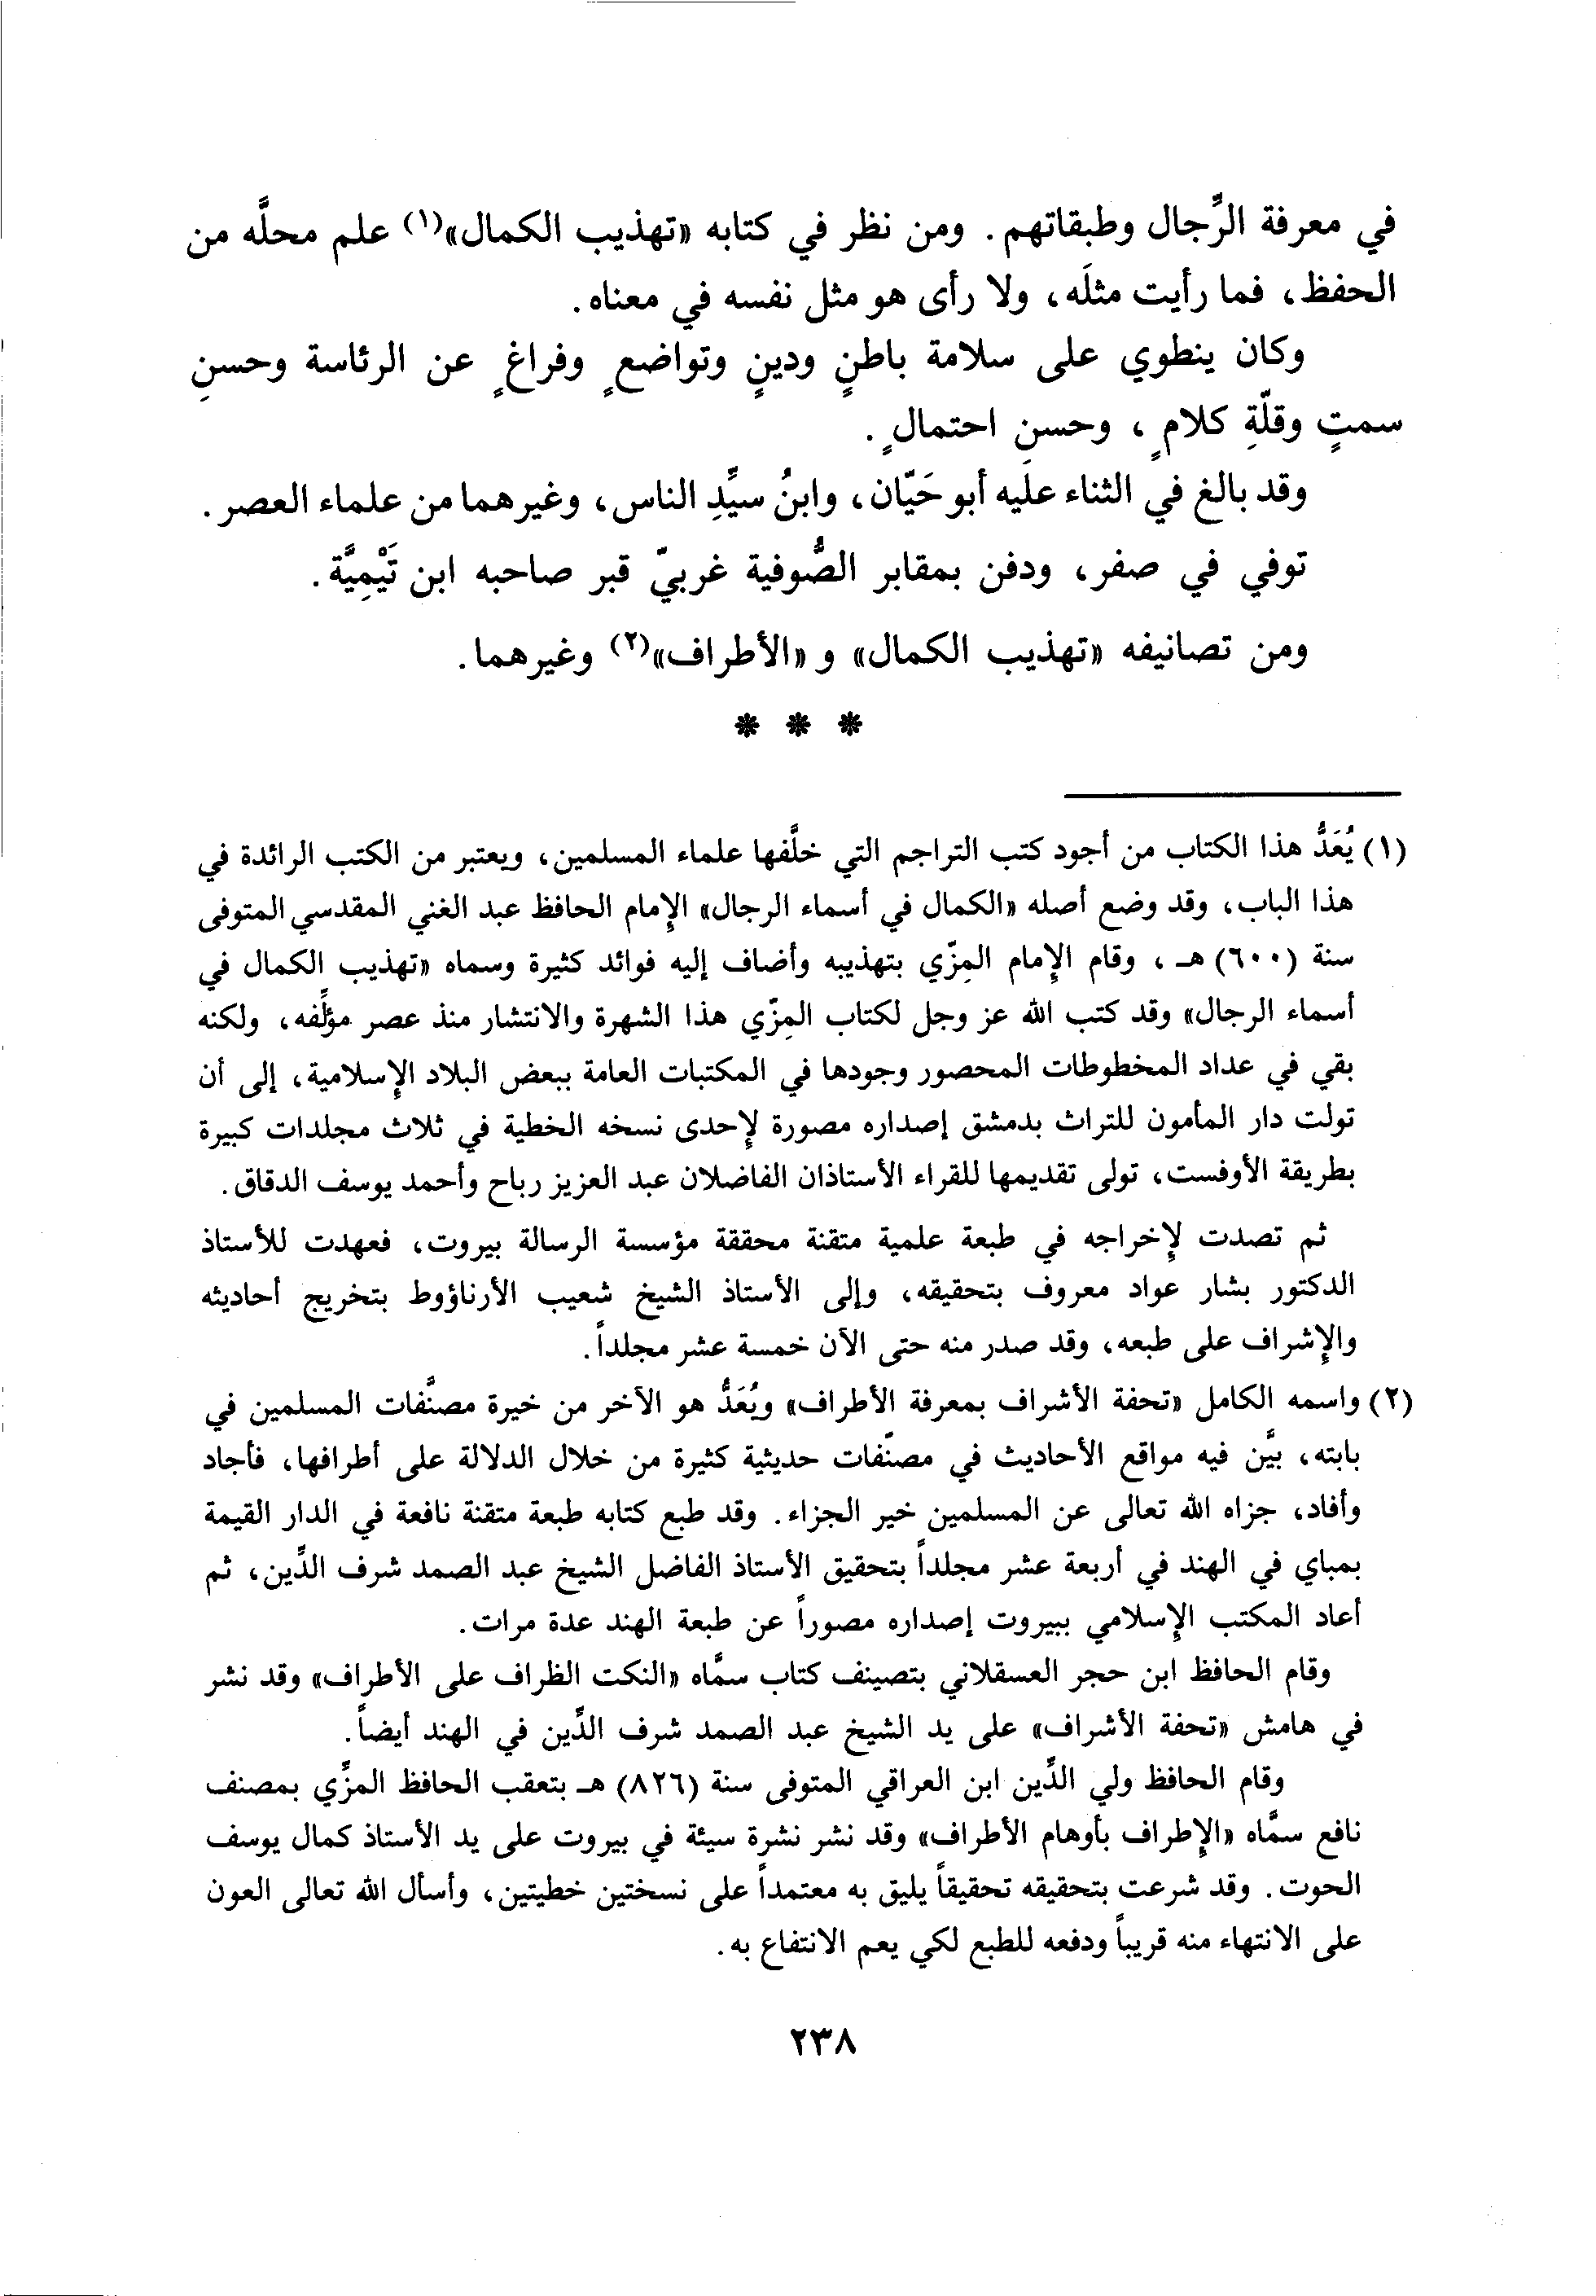 في معرفة الرِّجال وطبقاتهم. ومن نظر في كتابه «تهذيب الكمال»(١) علم محلَّه من
الحفظ، فما رأيت مثلَه، ولا رأى هو مثل نفسه في معناه.
وكان ينطوي على سلامة باطنٍ ودينٍ وتواضعٍ وفراغٍ عن الرئاسة وحسنِ
سمتٍ وقلّةِ كلامٍ، وحسنِ احتمالٍ.
وقد بالغ في الثناء عليه أبو حَيّان، وابنُ سيِّدِ الناس، وغيرهما من علماء العصر.
توفي في صفر، ودفن بمقابر الصُّوفية غربيّ قبر صاحبه ابن تَيْمِيَّة.
ومن تصانيفه «تهذيب الكمال» و «الأطراف»(٢) وغيرهما.
* * *
(١) يُعَدُّ هذا الكتاب من أجود كتب التراجم التي خلَّفها علماء المسلمين، ويعتبر من الكتب الرائدة في
هذا الباب، وقد وضع أصله «الكمال في أسماء الرجال» الإمام الحافظ عبد الغني المقدسي المتوفى
سنة (٦٠٠) هـ، وقام الإمام المِزّي بتهذيبه وأضاف إليه فوائد كثيرة وسماه «تهذيب الكمال في
أسماء الرجال» وقد كتب الله عز وجل لكتاب المِزّي هذا الشهرة والانتشار منذ عصر مؤلِّفه، ولكنه
بقي في عداد المخطوطات المحصور وجودها في المكتبات العامة ببعض البلاد الإسلامية، إلى أن
تولت دار المأمون للتراث بدمشق إصداره مصورة لإحدى نسخه الخطية في ثلاث مجلدات كبيرة
بطريقة الأوفست، تولى تقديمها للقراء الأستاذان الفاضلان عبد العزيز رباح وأحمد يوسف الدقاق.
ثم تصدت لإخراجه في طبعة علمية متقنة محققة مؤسسة الرسالة بيروت، فعهدت للأستاذ
الدكتور بشار عواد معروف بتحقيقه، وإلى الأستاذ الشيخ شعيب الأرناؤوط بتخريج أحاديثه
والإشراف على طبعه، وقد صدر منه حتى الآن خمسة عشر مجلداً.
(٢) واسمه الكامل «تحفة الأشراف بمعرفة الأطراف» ويُعَدُّ هو الآخر من خيرة مصنَّفات المسلمين في
بابته، بيَّن فيه مواقع الأحاديث في مصنّفات حديثية كثيرة من خلال الدلالة على أطرافها، فأجاد
وأفاد، جزاه الله تعالى عن المسلمين خير الجزاء. وقد طبع كتابه طبعة متقنة نافعة في الدار القيمة
بمباي في الهند في أربعة عشر مجلداً بتحقيق الأستاذ الفاضل الشيخ عبد الصمد شرف الدِّين، ثم
أعاد المكتب الإسلامي ببيروت إصداره مصوراً عن طبعة الهند عدة مرات.
وقام الحافظ ابن حجر العسقلاني بتصينف كتاب سمَّاه «النكت الظراف على الأطراف» وقد نشر
في هامش «تحفة الأشراف» على يد الشيخ عبد الصمد شرف الدِّين في الهند أيضاً.
وقام الحافظ ولي الدِّين ابن العراقي المتوفى سنة (٨٢٦) هـ بتعقب الحافظ المزِّي بمصنف
نافع سمَّاه «الإطراف بأوهام الأطراف» وقد نشر نشرة سيئة في بيروت على يد الأستاذ كمال يوسف
الحوت. وقد شرعت بتحقيقه تحقيقاً يليق به معتمداً على نسختين خطيتين، وأسأل الله تعالى العون
على الانتهاء منه قريباً ودفعه للطبع لكي يعم الانتفاع به.
٢٣٨